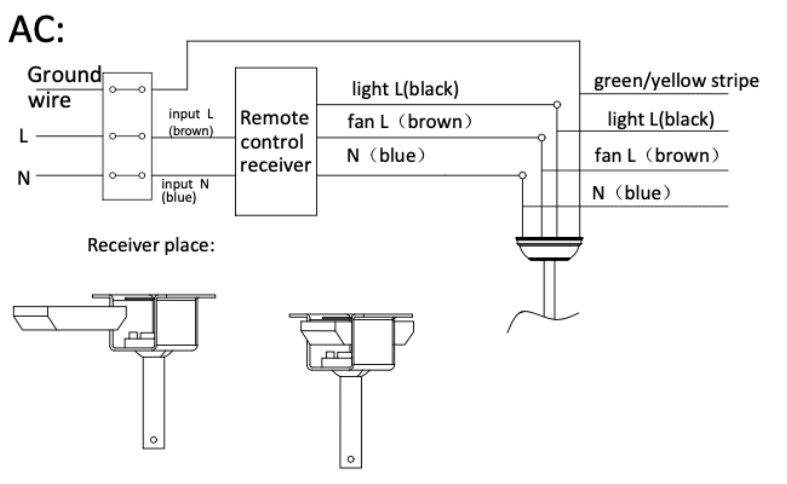 AC:
Ground
wire
L
N
input L
(brown)
input N
(blue)
Remote
control
receiver
light L(black)
fan L（brown）
N（blue）
green/yellow stripe
light L(black)
fan L（brown）
N（blue）
Receiver place: